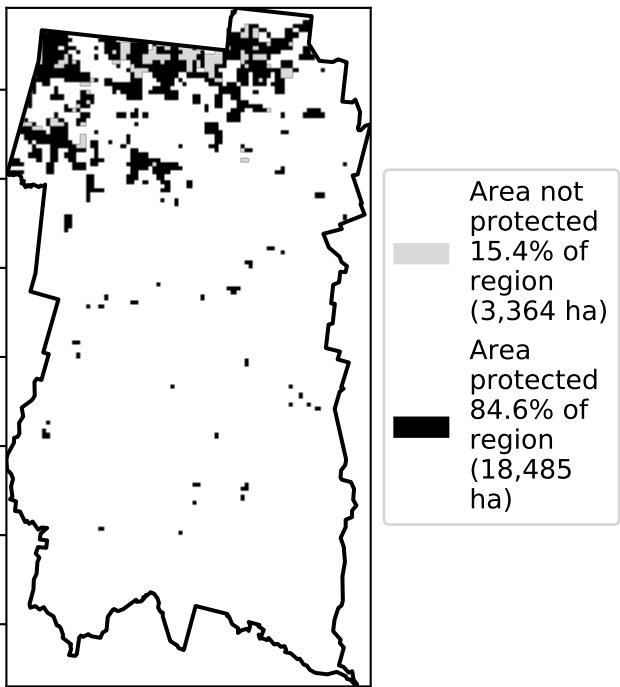 Area not
protected
15.4% of
region
(3,364 ha)
Area
protected
84.6% of
region
(18,485
ha)